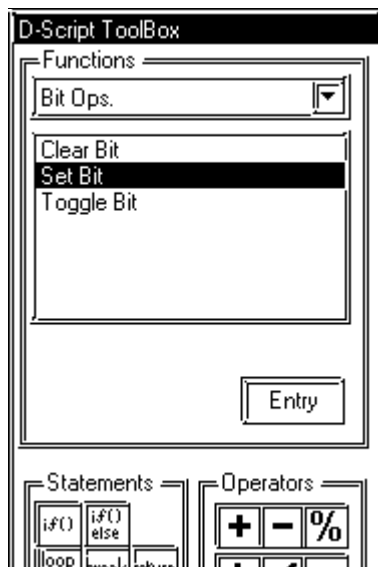 D-Script ToolBox
Functions
Bit Ops.
Clear Bit
Set Bit
Toggle Bit
Entry
Statements
Operators
if()
if()
else
+ - %
loop